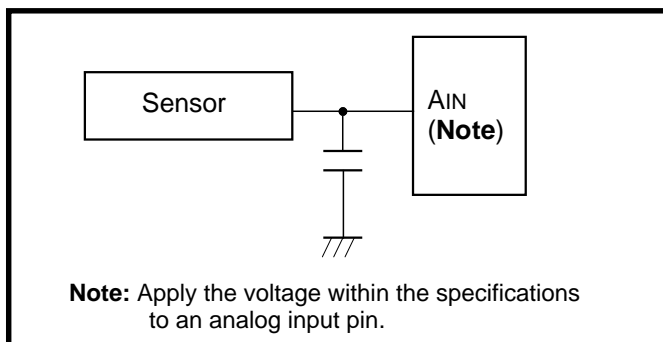 Sensor
AIN
(Note)
Note: Apply the voltage within the specifications
to an analog input pin.